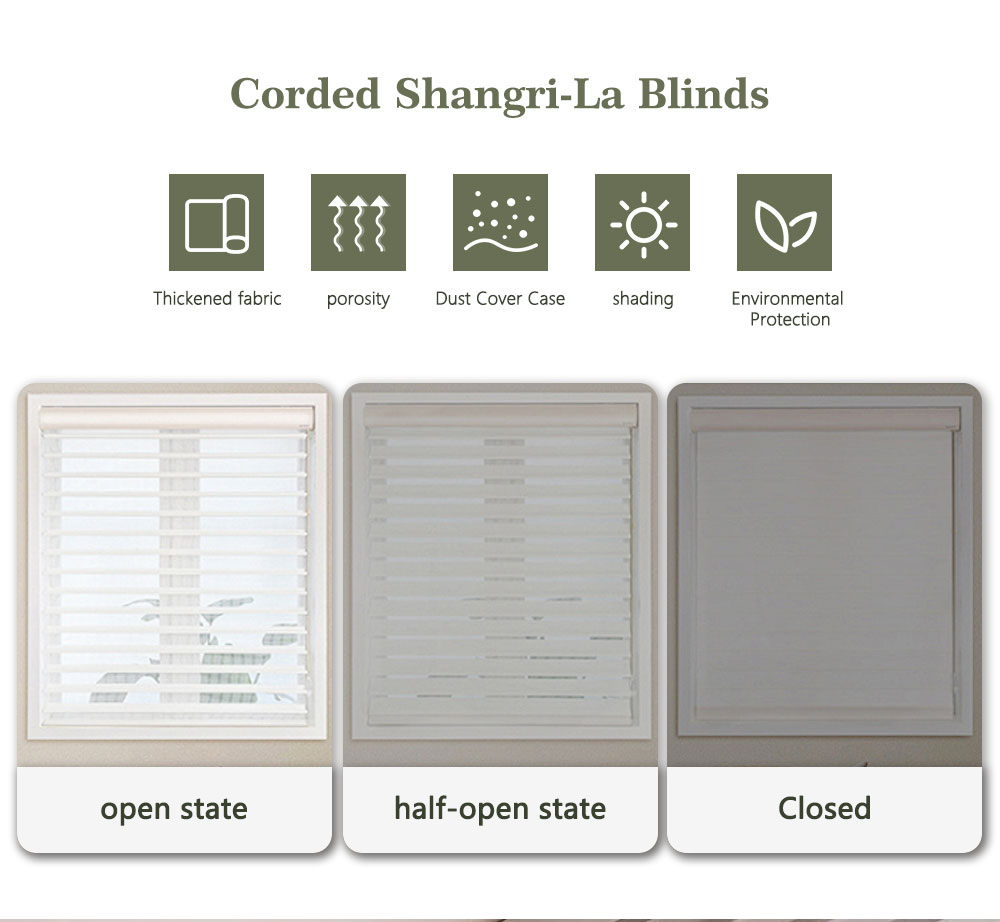 Corded Shangri-La Blinds
Thickened fabric
porosity
Dust Cover Case
shading
Environmental
Protection
open state
half-open state
Closed